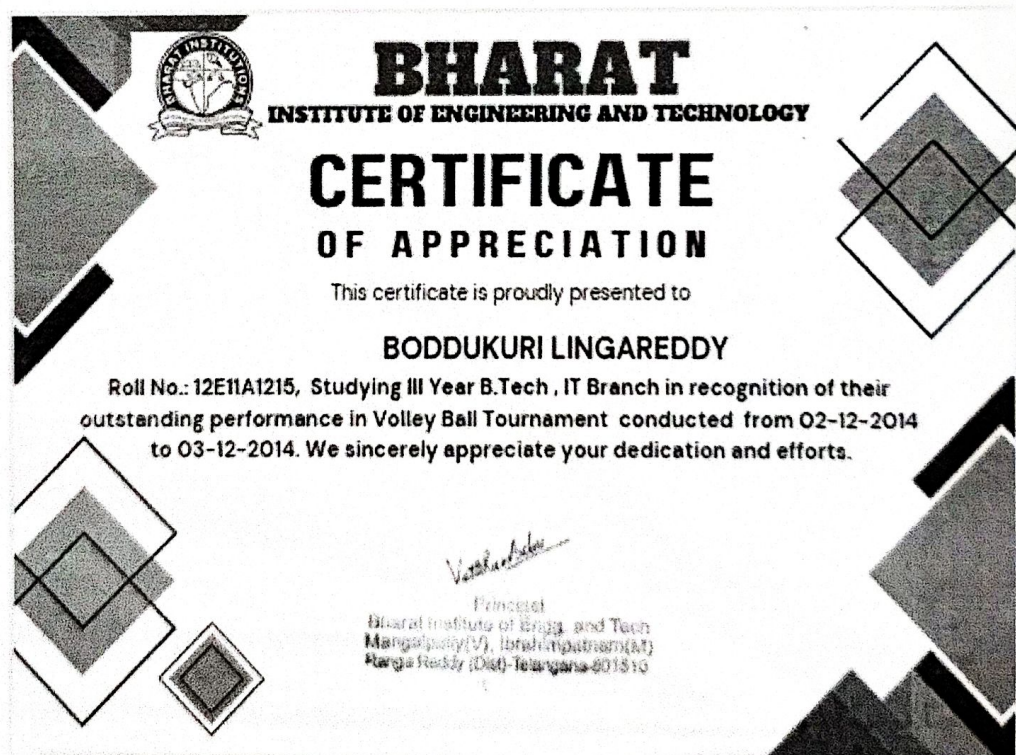 BHARAT INSTITUTIONS
BHARAT
INSTITUTE OF ENGINEERING AND TECHNOLOGY
CERTIFICATE
OF APPRECIATION
This certificate is proudly presented to
BODDUKURI LINGAREDDY
Roll No.: 12E11A1215, Studying III Year B.Tech , IT Branch in recognition of their
outstanding performance in Volley Ball Tournament conducted from 02-12-2014
to 03-12-2014. We sincerely appreciate your dedication and efforts.
Principal
Bharat Institute of Engg. and Tech
Mangalpally(V), Ibrahimpatnam(M)
Ranga Reddy (Dist)-Telangana-501510